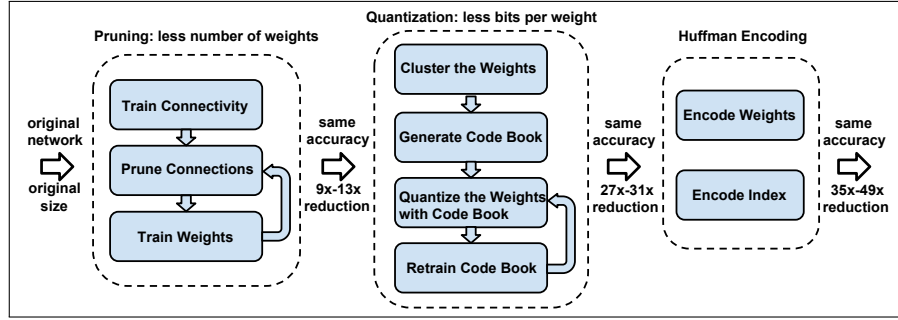 Pruning: less number of weights
Train Connectivity
Prune Connections
Train Weights
original
network
original
size
same
accuracy
9x-13x
reduction
Quantization: less bits per weight
Cluster the Weights
Generate Code Book
Quantize the Weights
with Code Book
Retrain Code Book
same
accuracy
27x-31x
reduction
Huffman Encoding
Encode Weights
Encode Index
same
accuracy
35x-49x
reduction